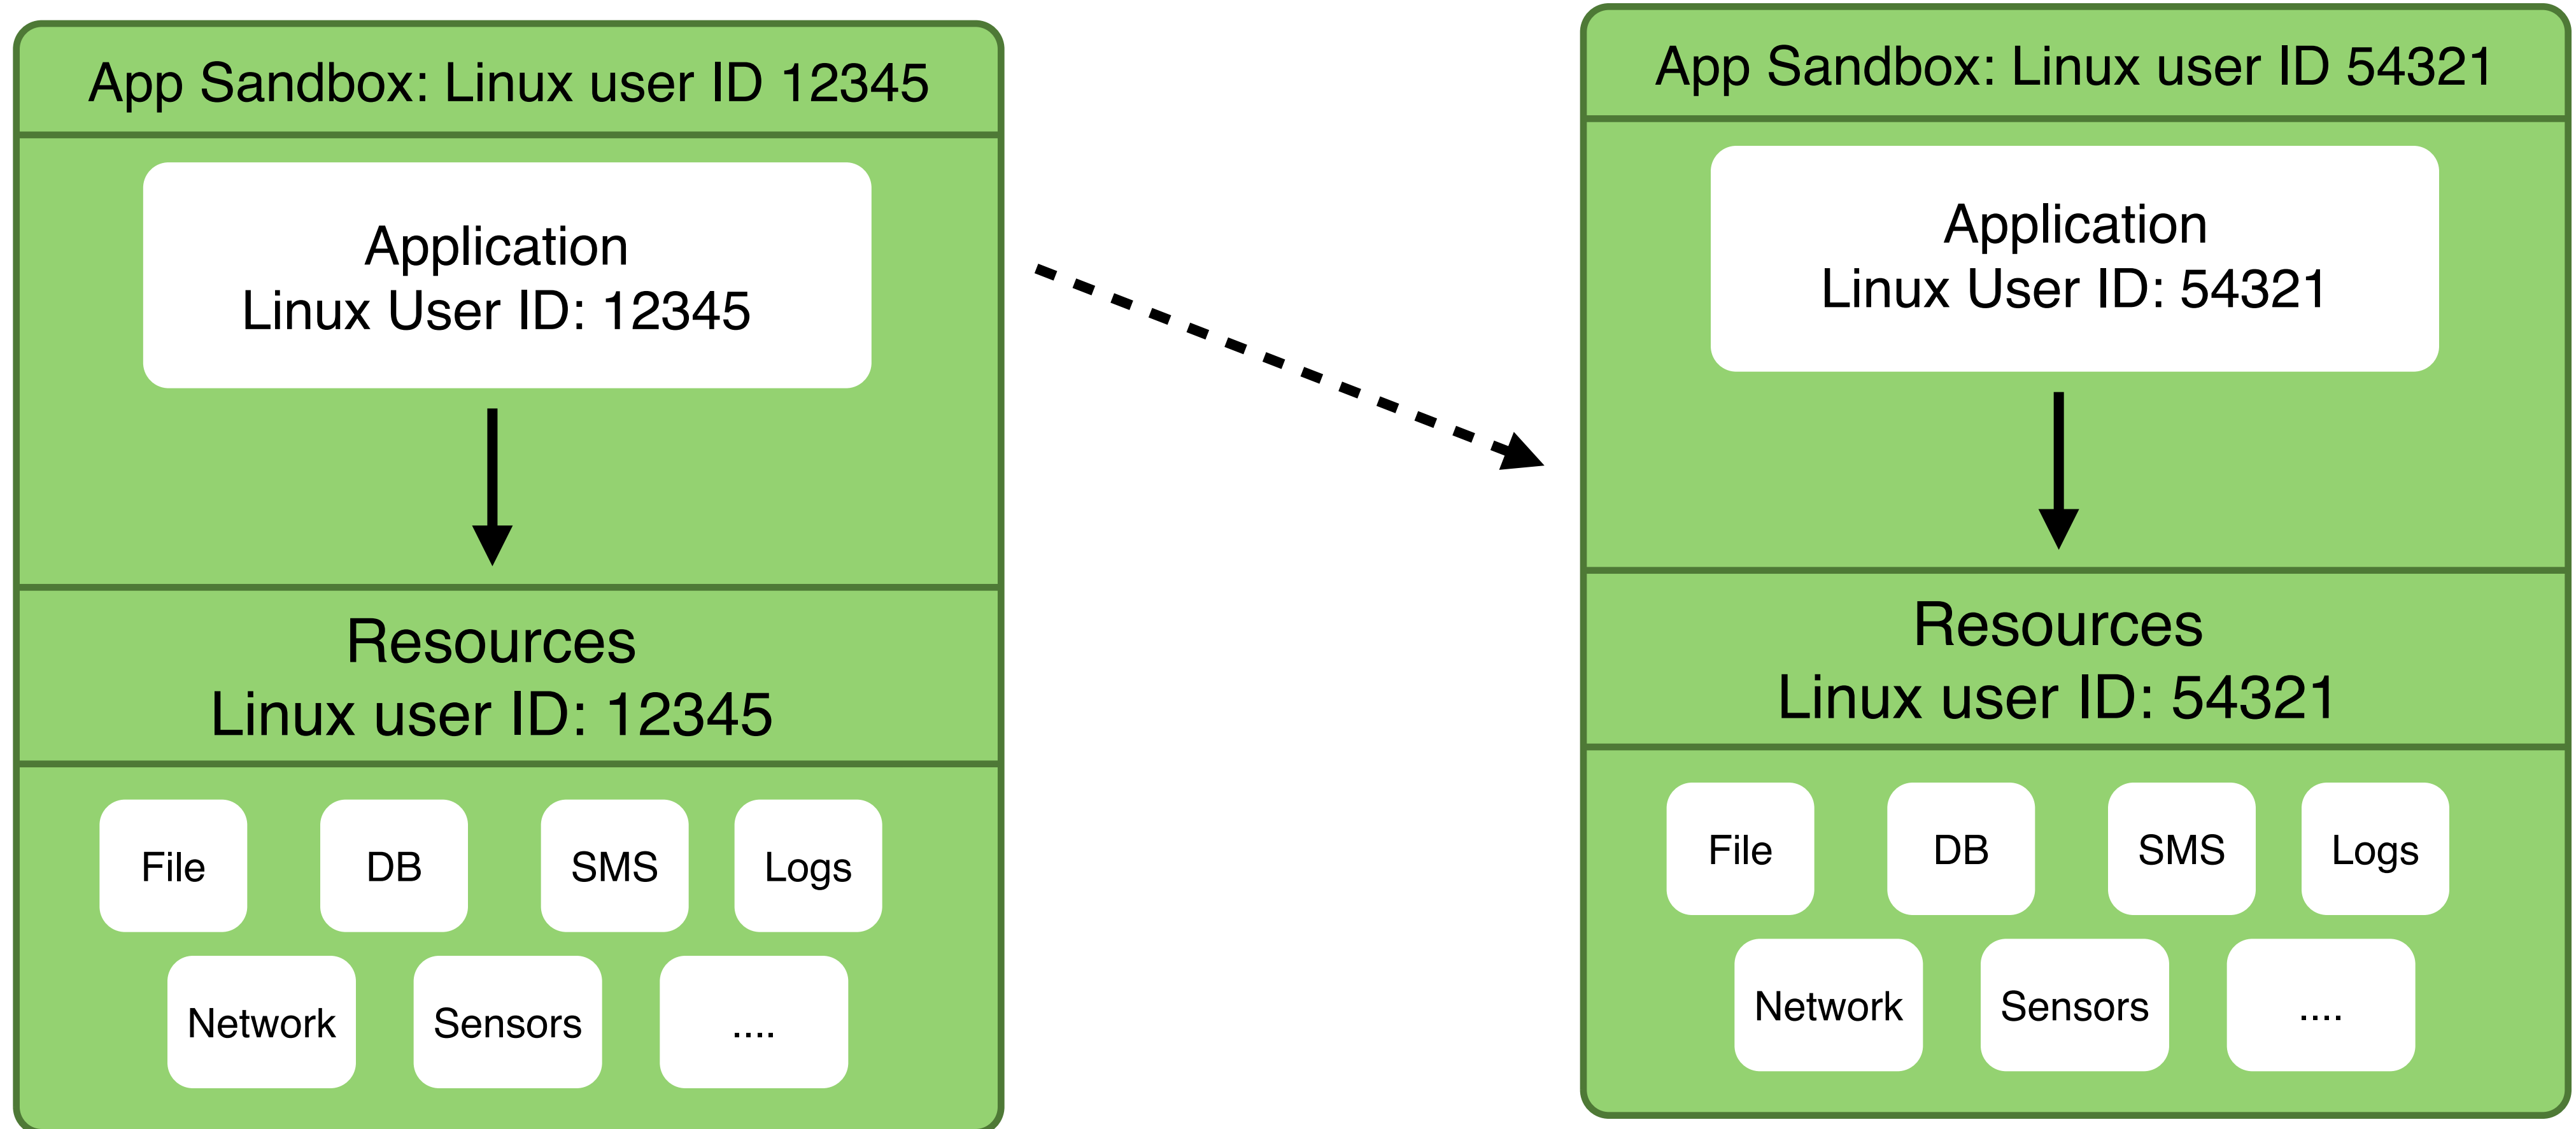 App Sandbox: Linux user ID 12345
Application
Linux User ID: 12345
Resources
Linux user ID: 12345
File
DB
SMS
Logs
Network
Sensors
....
App Sandbox: Linux user ID 54321
Application
Linux User ID: 54321
Resources
Linux user ID: 54321
File
DB
SMS
Logs
Network
Sensors
....